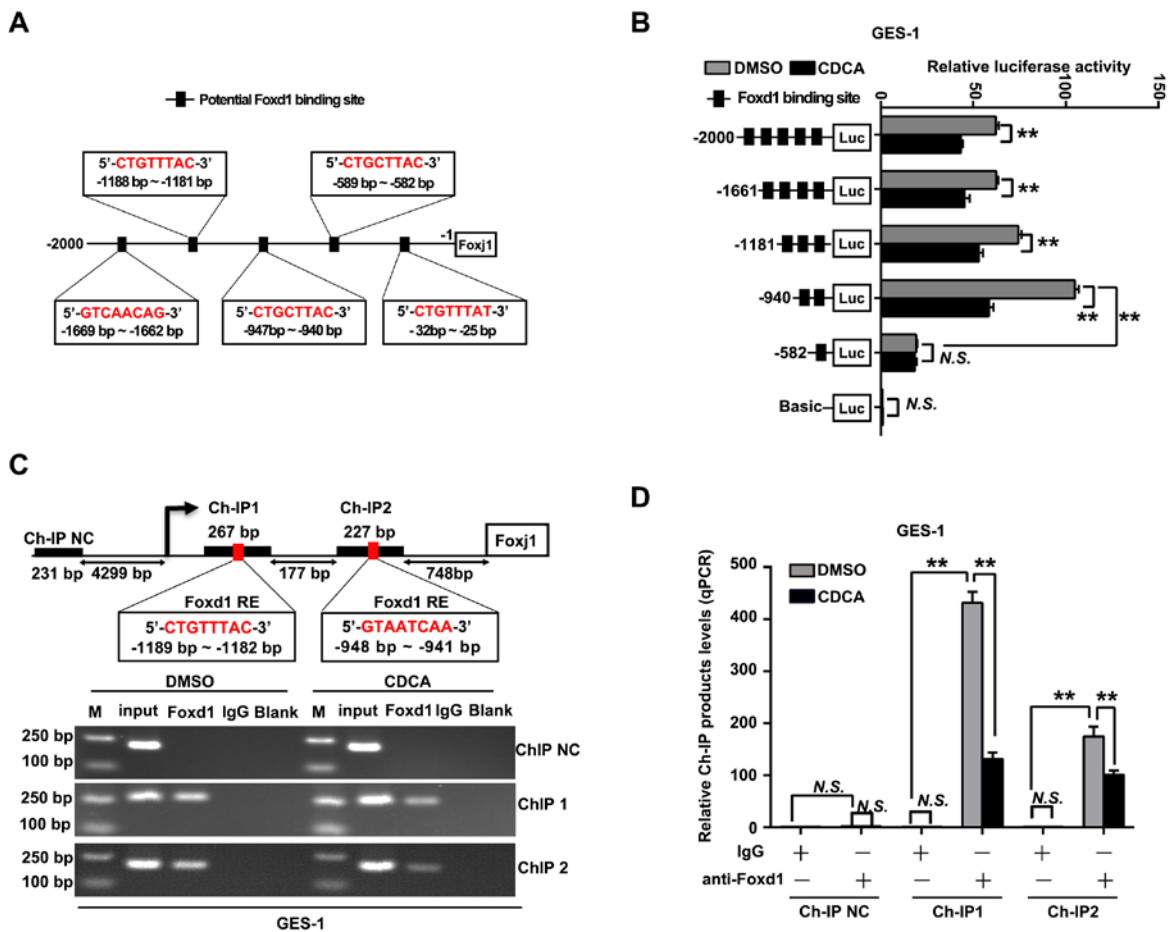 A
Potential Foxd1 binding site
5'-CTGTTTAC-3'
-1188 bp ~ -1181 bp
5'-CTGCTTAC-3'
-589 bp ~ -582 bp
-2000
-1
Foxj1
5'-GTCAACAG-3'
-1669 bp ~ -1662 bp
5'-CTGCTTAC-3'
-947bp ~ -940 bp
5'-CTGTTTAT-3'
-32bp ~ -25 bp
B
GES-1
DMSO CDCA
Foxd1 binding site
Relative luciferase activity
0 50 100 150
-2000 Luc **
-1661 Luc **
-1181 Luc **
-940 Luc ** **
-582 Luc N.S.
Basic Luc N.S.
C
Ch-IP1 Ch-IP2
Ch-IP NC 267 bp 227 bp
Foxj1
231 bp 4299 bp 177 bp 748bp
Foxd1 RE
5'-CTGTTTAC-3'
-1189 bp ~ -1182 bp
Foxd1 RE
5'-GTAATCAA-3'
-948 bp ~ -941 bp
DMSO CDCA
M input Foxd1 IgG Blank M input Foxd1 IgG Blank
250 bp
100 bp
ChIP NC
250 bp
100 bp
ChIP 1
250 bp
100 bp
ChIP 2
GES-1
D
GES-1
DMSO
CDCA
Relative Ch-IP products levels (qPCR)
500
400
300
200
100
0
N.S. N.S. N.S. ** ** N.S. ** **
IgG + − + − + −
anti-Foxd1 − + − + − +
Ch-IP NC Ch-IP1 Ch-IP2